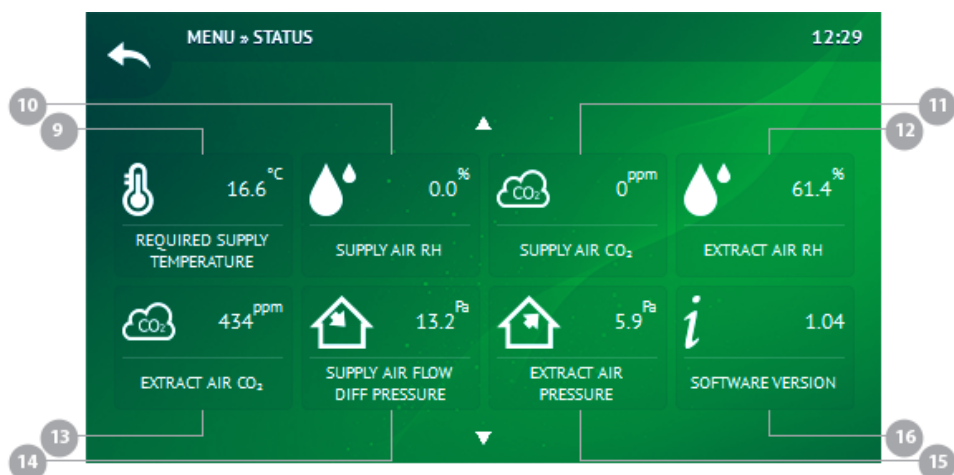 MENU » STATUS
12:29
10
9
11
12
16.6 °C
0.0 %
CO₂
0 ppm
61.4 %
REQUIRED SUPPLY
TEMPERATURE
SUPPLY AIR RH
SUPPLY AIR CO₂
EXTRACT AIR RH
CO₂
434 ppm
13.2 Pa
5.9 Pa
i
1.04
EXTRACT AIR CO₂
SUPPLY AIR FLOW
DIFF PRESSURE
EXTRACT AIR
PRESSURE
SOFTWARE VERSION
13
14
16
15